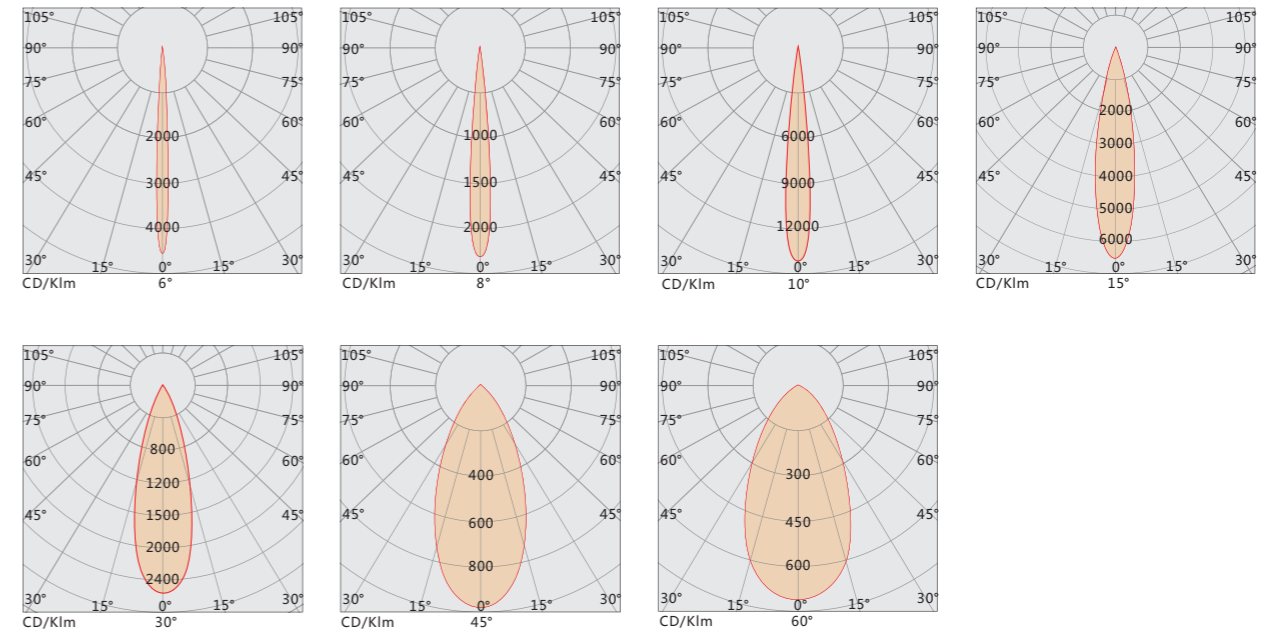 105° 105° 105° 105° 105° 105° 105° 105°
90° 90° 90° 90° 90° 90° 90° 90°
75° 75° 75° 75° 75° 75° 75° 75°
2000
60° 2000 60° 60° 1000 60° 60° 6000 60° 60° 60°
3000
45° 3000 45° 45° 1500 45° 45° 9000 45° 45° 4000 45°
5000
4000 2000 12000
6000
30° 15° 0° 15° 30° 30° 15° 0° 15° 30° 30° 15° 0° 15° 30° 30° 15° 0° 15° 30°
CD/Klm 6° CD/Klm 8° CD/Klm 10° CD/Klm 15°
105° 105° 105° 105° 105° 105°
90° 90° 90° 90° 90° 90°
75° 75° 75° 75° 75° 75°
800
60° 60° 60° 400 60° 60° 300 60°
1200
45° 1500 45° 45° 600 45° 45° 450 45°
2000
800 600
2400
30° 15° 0° 15° 30° 30° 15° 0° 15° 30° 30° 15° 0° 15° 30°
CD/Klm 30° CD/Klm 45° CD/Klm 60°